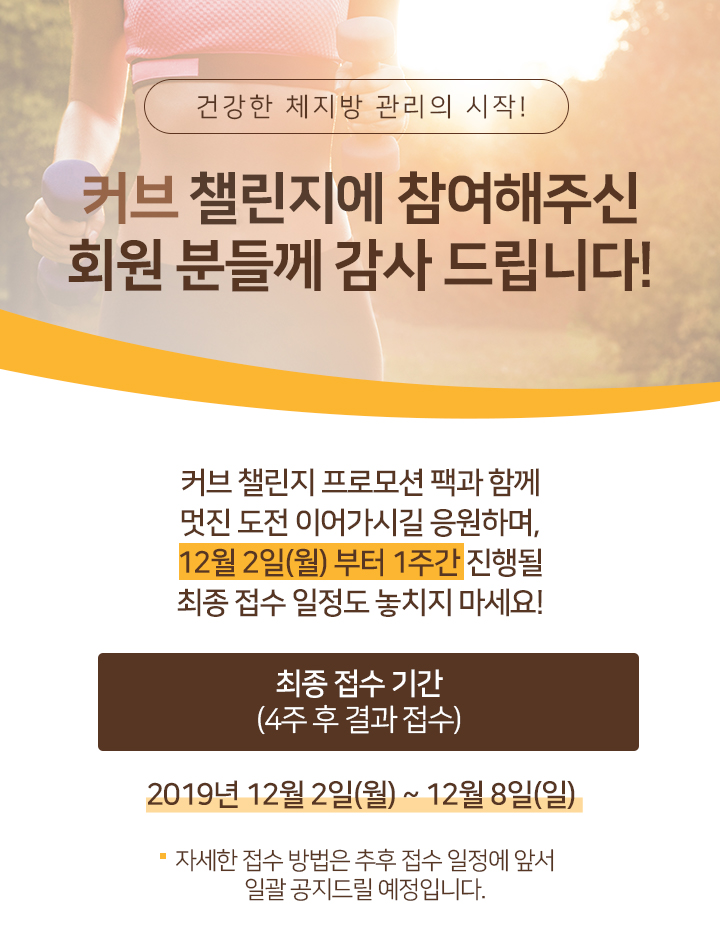 건강한 체지방 관리의 시작!
커브 챌린지에 참여해주신
회원 분들께 감사 드립니다!
커브 챌린지 프로모션 팩과 함께
멋진 도전 이어가시길 응원하며,
12월 2일(월) 부터 1주간 진행될
최종 접수 일정도 놓치지 마세요!
최종 접수 기간
(4주 후 결과 접수)
2019년 12월 2일(월) ~ 12월 8일(일)
자세한 접수 방법은 추후 접수 일정에 앞서
일괄 공지드릴 예정입니다.